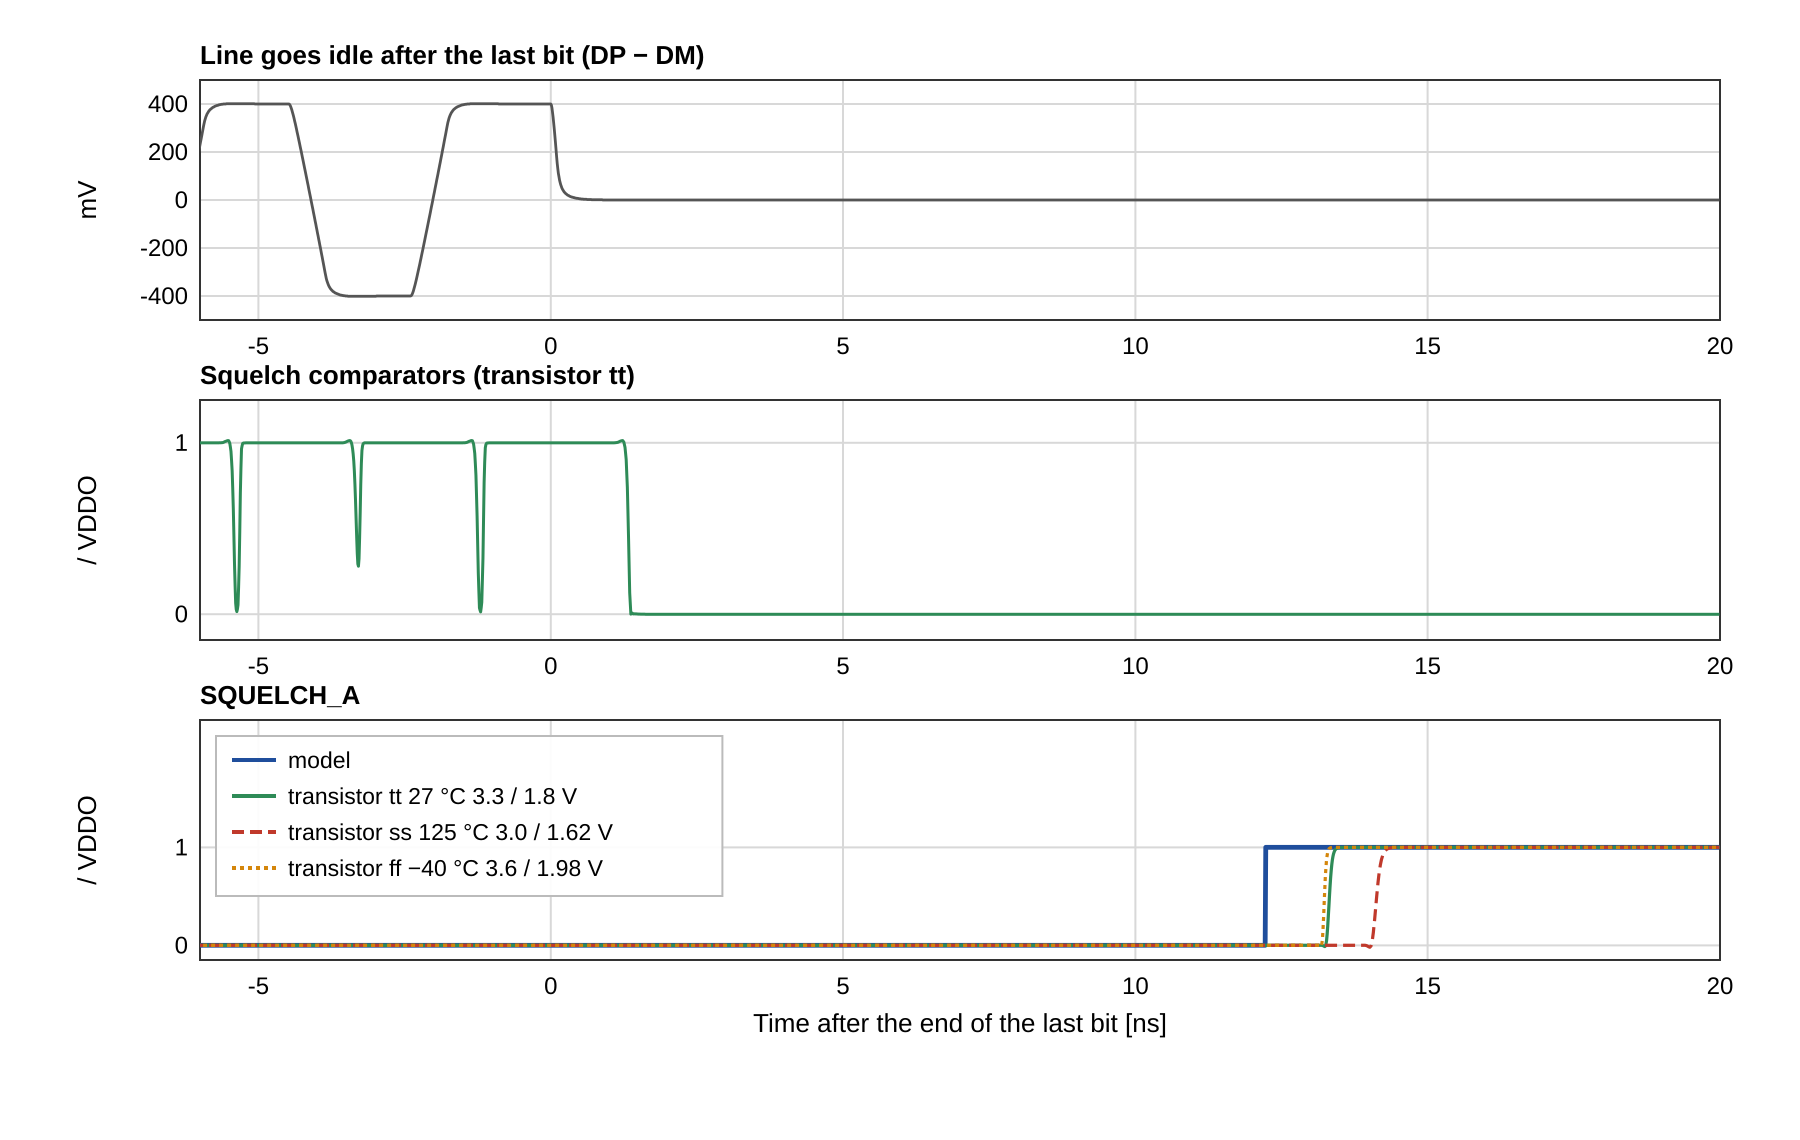 Line goes idle after the last bit (DP − DM)
400
200
0
-200
-400
mV
-5 0 5 10 15 20
Squelch comparators (transistor tt)
1
0
/ VDDO
-5 0 5 10 15 20
SQUELCH_A
model
transistor tt 27 °C 3.3 / 1.8 V
transistor ss 125 °C 3.0 / 1.62 V
transistor ff −40 °C 3.6 / 1.98 V
1
0
/ VDDO
-5 0 5 10 15 20
Time after the end of the last bit [ns]